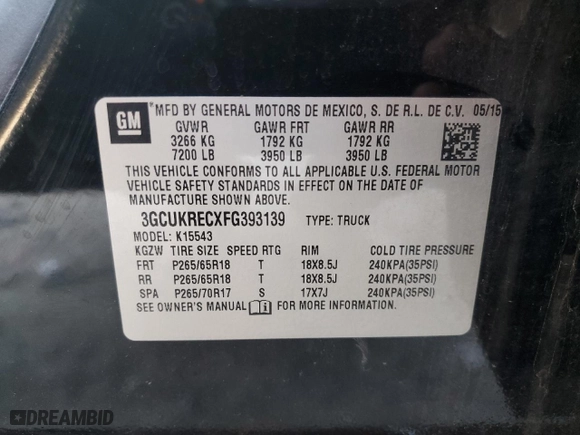 GM
*MFD BY GENERAL MOTORS DE MEXICO, S. DE R.L. DE C.V. 05/15
GVWR GAWR FRT GAWR RR
3266 KG 1792 KG 1792 KG
7200 LB 3950 LB 3950 LB
THIS VEHICLE CONFORMS TO ALL APPLICABLE U.S. FEDERAL MOTOR
VEHICLE SAFETY STANDARDS IN EFFECT ON THE DATE OF
MANUFACTURE SHOWN ABOVE.
3GCUKRECXFG393139 TYPE: TRUCK
MODEL: K15543
KGZW TIRE SIZE SPEED RTG RIM COLD TIRE PRESSURE
FRT P265/65R18 T 18X8.5J 240KPA(35PSI)
RR P265/65R18 T 18X8.5J 240KPA(35PSI)
SPA P265/70R17 S 17X7J 240KPA(35PSI)
SEE OWNER'S MANUAL FOR MORE INFORMATION.
DREAMBID